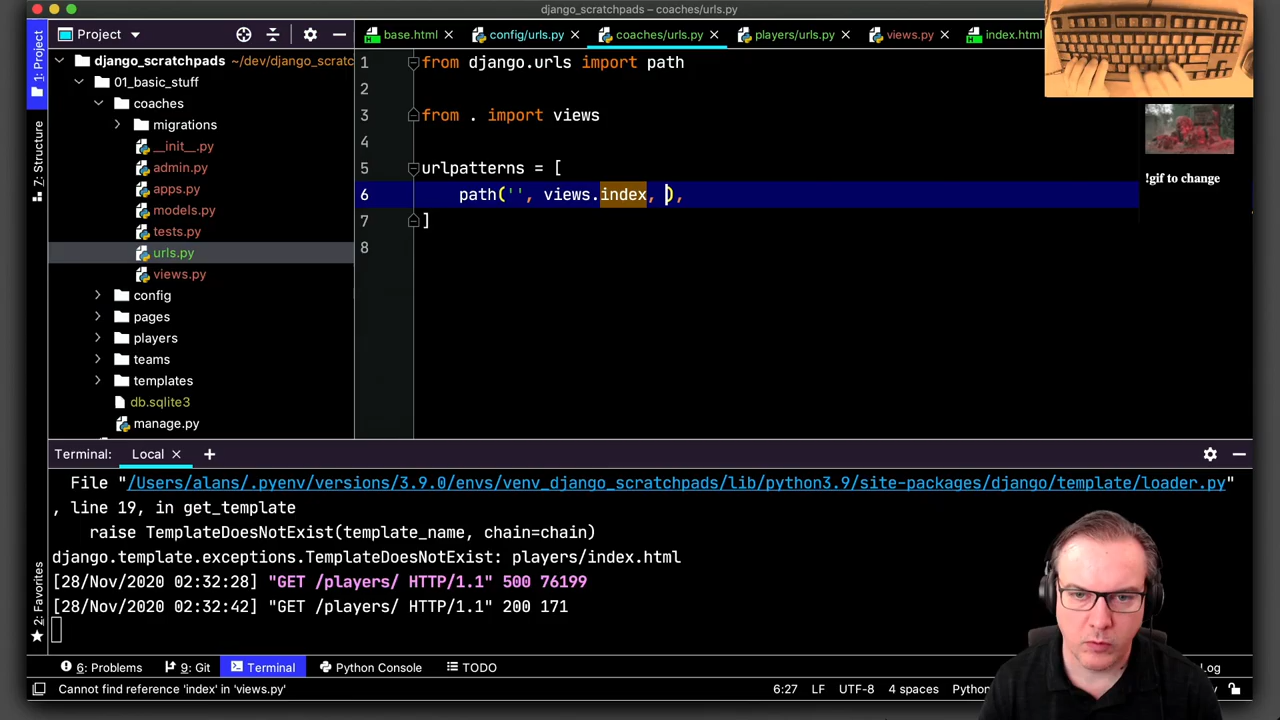 django_scratchpads – coaches/urls.py
1: Project
Project
base.html
config/urls.py
coaches/urls.py
players/urls.py
views.py
index.html
django_scratchpads ~/dev/django_scratc
01_basic_stuff
coaches
migrations
__init__.py
admin.py
apps.py
models.py
tests.py
urls.py
views.py
config
pages
players
teams
templates
db.sqlite3
manage.py
7: Structure
2: Favorites
1 from django.urls import path
2
3 from . import views
4
5 urlpatterns = [
6 path('', views.index, ),
7 ]
8
!gif to change
Terminal: Local +
File "/Users/alans/.pyenv/versions/3.9.0/envs/venv_django_scratchpads/lib/python3.9/site-packages/django/template/loader.py"
, line 19, in get_template
raise TemplateDoesNotExist(template_name, chain=chain)
django.template.exceptions.TemplateDoesNotExist: players/index.html
[28/Nov/2020 02:32:28] "GET /players/ HTTP/1.1" 500 76199
[28/Nov/2020 02:32:42] "GET /players/ HTTP/1.1" 200 171
6: Problems
9: Git
Terminal
Python Console
TODO
Log
Cannot find reference 'index' in 'views.py'
6:27 LF UTF-8 4 spaces Python